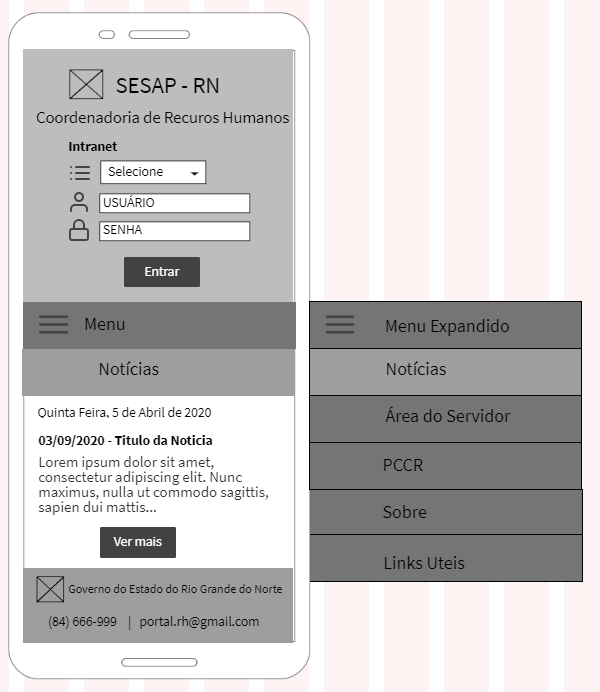 SESAP - RN
Coordenadoria de Recuros Humanos
Intranet
Selecione
USUÁRIO
SENHA
Entrar
Menu
Notícias
Quinta Feira, 5 de Abril de 2020
03/09/2020 - Titulo da Noticia
Lorem ipsum dolor sit amet,
consectetur adipiscing elit. Nunc
maximus, nulla ut commodo sagittis,
sapien dui mattis...
Ver mais
Governo do Estado do Rio Grande do Norte
(84) 666-999 | portal.rh@gmail.com
Menu Expandido
Notícias
Área do Servidor
PCCR
Sobre
Links Uteis